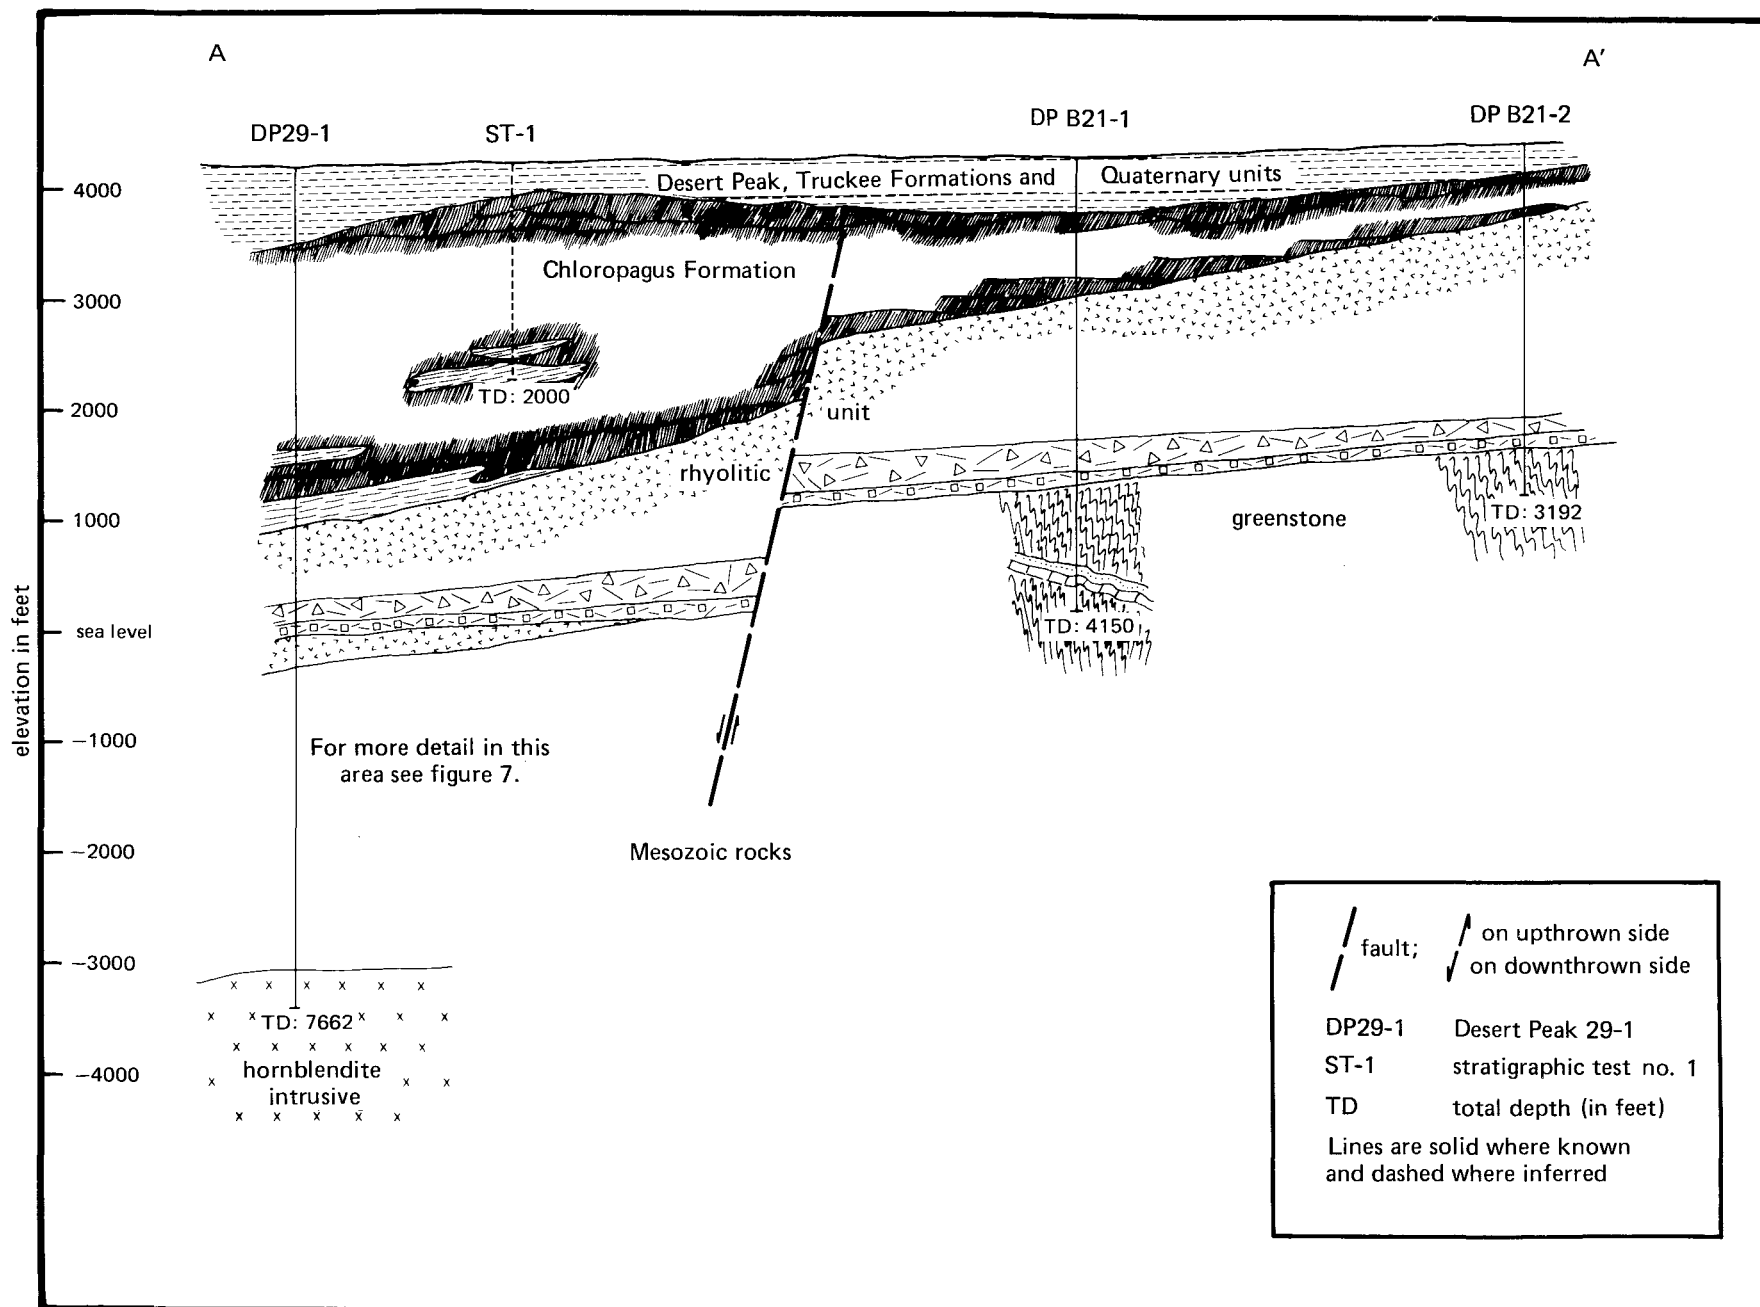 A
A'
DP29-1
ST-1
DP B21-1
DP B21-2
Desert Peak, Truckee Formations and Quaternary units
4000
Chloropagus Formation
3000
TD: 2000
2000
unit
rhyolitic
1000
greenstone
TD: 3192
sea level
TD: 4150
elevation in feet
−1000
For more detail in this
area see figure 7.
−2000
Mesozoic rocks
−3000
TD: 7662
−4000
hornblendite
intrusive
fault;
on upthrown side
on downthrown side
DP29-1 Desert Peak 29-1
ST-1 stratigraphic test no. 1
TD total depth (in feet)
Lines are solid where known
and dashed where inferred